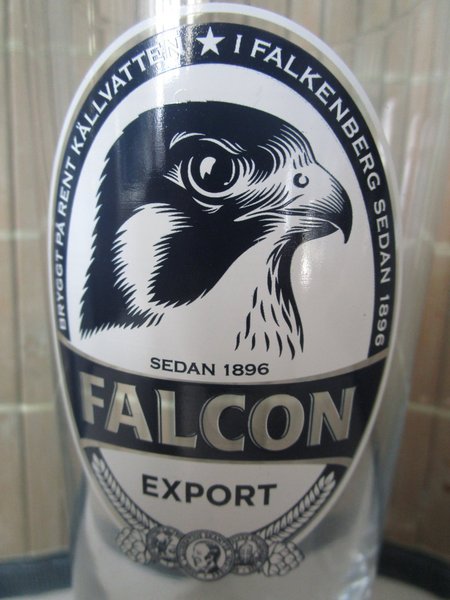 BRYGGT PÅ RENT KÄLLVATTEN ★ I FALKENBERG SEDAN 1896
SEDAN 1896
FALCON
EXPORT